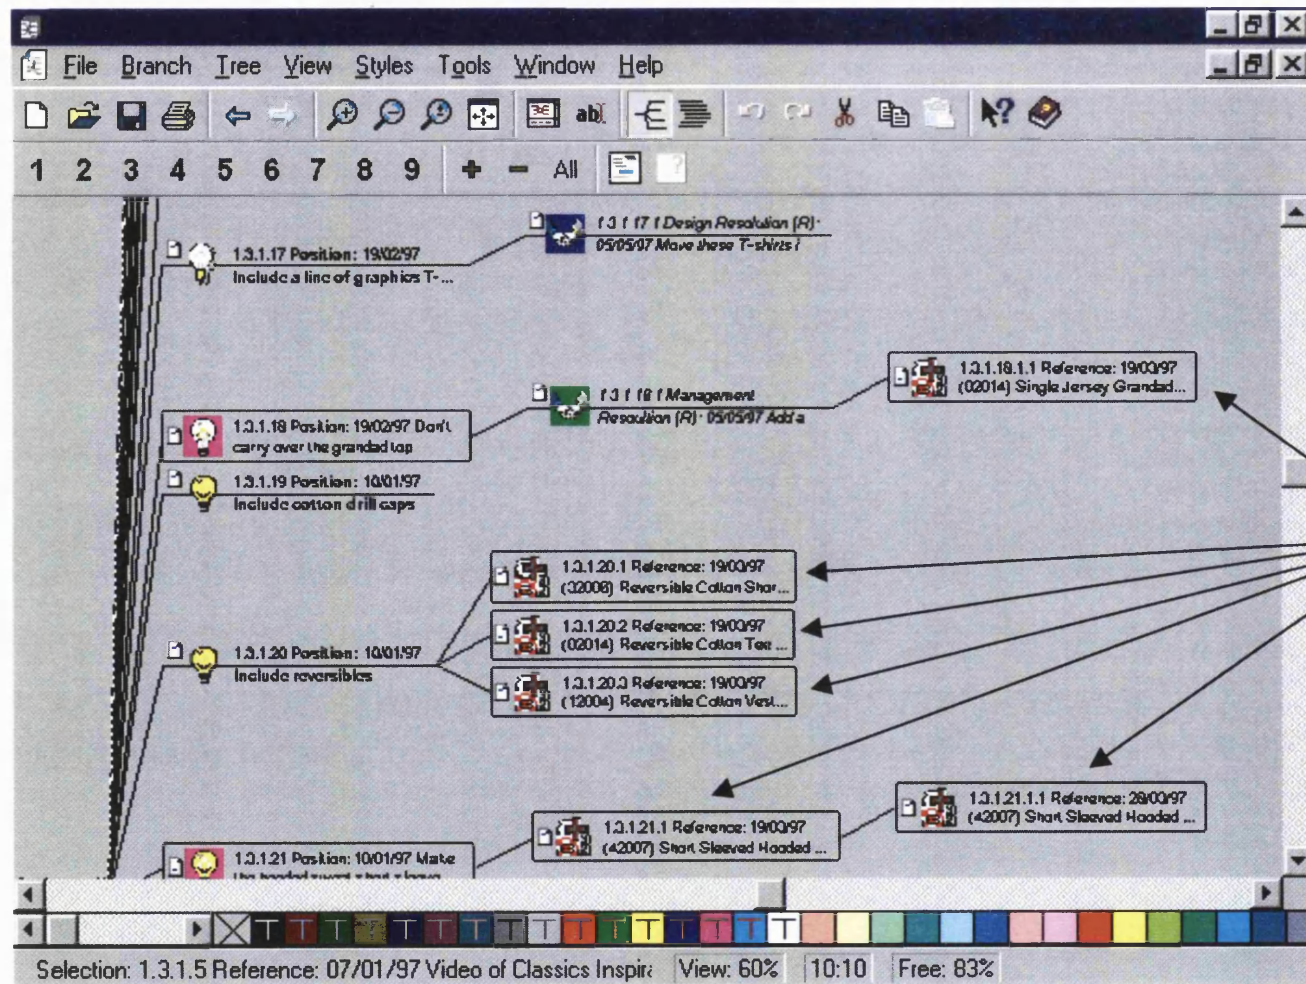 File Branch Tree View Styles Tools Window Help
abl
1 2 3 4 5 6 7 8 9 + - All
1.3.1.17 Position: 19/02/97
Include a line of graphics T-...
1.3.1.17.1 Design Resolution (R):
05/05/97 Move these T-shirts i
1.3.1.18 Position: 19/02/97 Don't
carry over the grandad top
1.3.1.18.1 Management
Resolution (R): 05/05/97 Add a
1.3.1.18.1.1 Reference: 19/03/97
(02014) Single Jersey Grandad...
1.3.1.19 Position: 10/01/97
Include cotton drill caps
1.3.1.20 Position: 10/01/97
Include reversibles
1.3.1.20.1 Reference: 19/03/97
(32006) Reversible Cotton Shor...
1.3.1.20.2 Reference: 19/03/97
(02014) Reversible Cotton Tee ...
1.3.1.20.3 Reference: 19/03/97
(12004) Reversible Cotton Vest...
1.3.1.21 Position: 10/01/97 Make
the hooded sweat short sleeve
1.3.1.21.1 Reference: 19/03/97
(42007) Short Sleeved Hooded ...
1.3.1.21.1.1 Reference: 28/03/97
(42007) Short Sleeved Hooded ...
T T T T T T T T T T T T T T T T
Selection: 1.3.1.5 Reference: 07/01/97 Video of Classics Inspira View: 60% 10:10 Free: 83%